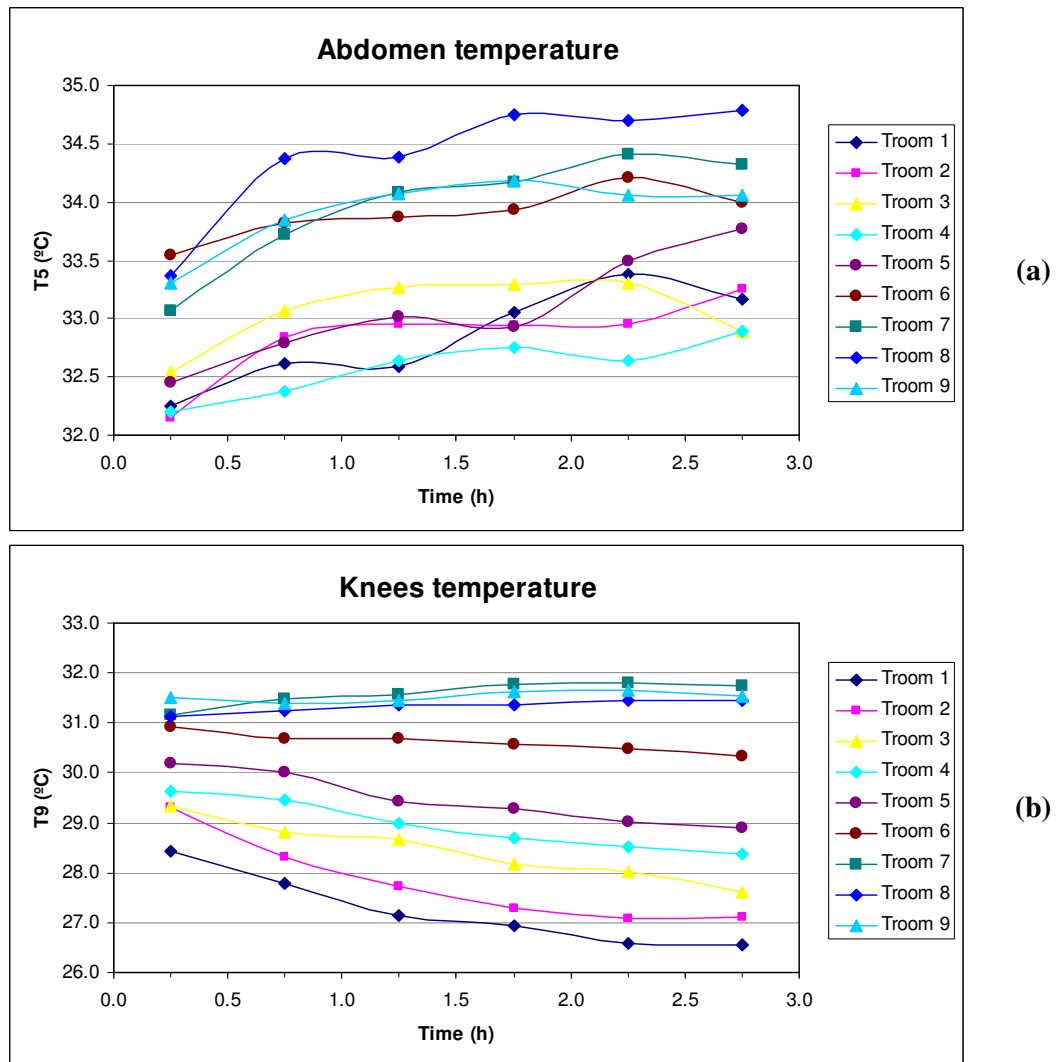 Abdomen temperature
35.0
34.5
34.0
33.5
33.0
32.5
32.0
T5 (ºC)
0.0 0.5 1.0 1.5 2.0 2.5 3.0
Time (h)
Troom 1
Troom 2
Troom 3
Troom 4
Troom 5
Troom 6
Troom 7
Troom 8
Troom 9
(a)
Knees temperature
33.0
32.0
31.0
30.0
29.0
28.0
27.0
26.0
T9 (ºC)
0.0 0.5 1.0 1.5 2.0 2.5 3.0
Time (h)
Troom 1
Troom 2
Troom 3
Troom 4
Troom 5
Troom 6
Troom 7
Troom 8
Troom 9
(b)